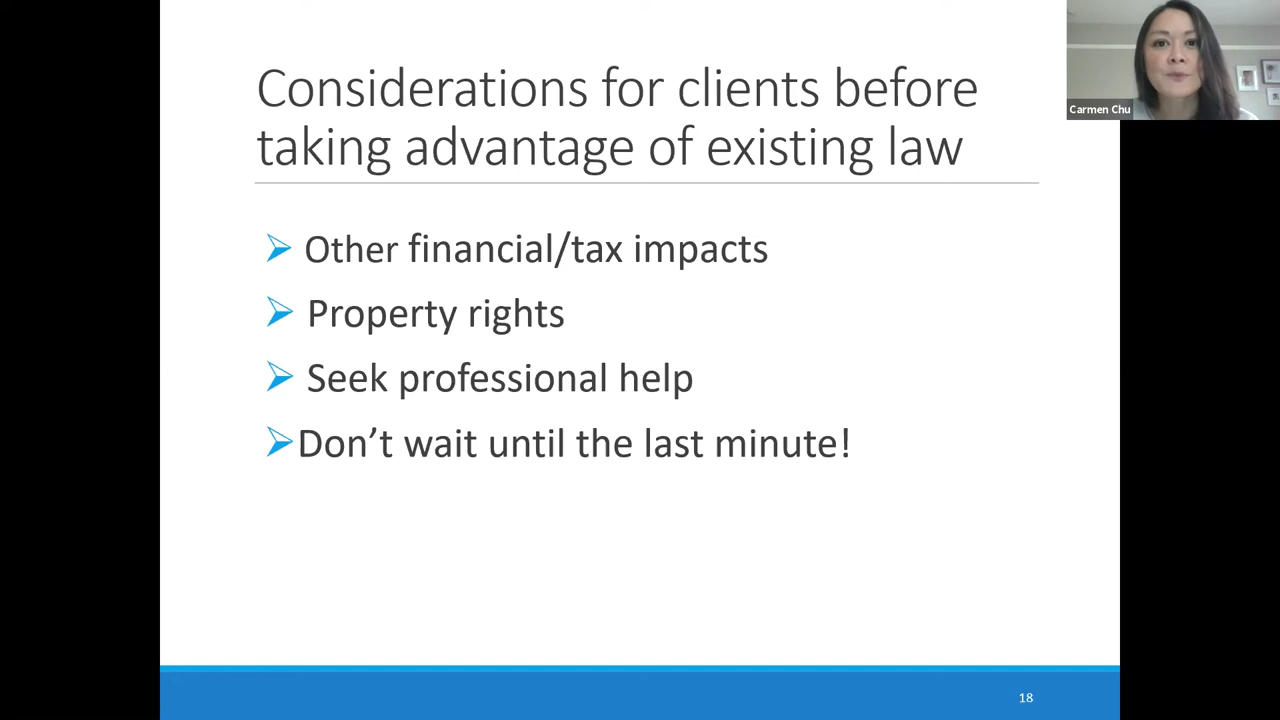 Considerations for clients before
taking advantage of existing law
Carmen Chu
Other financial/tax impacts
Property rights
Seek professional help
Don’t wait until the last minute!
18